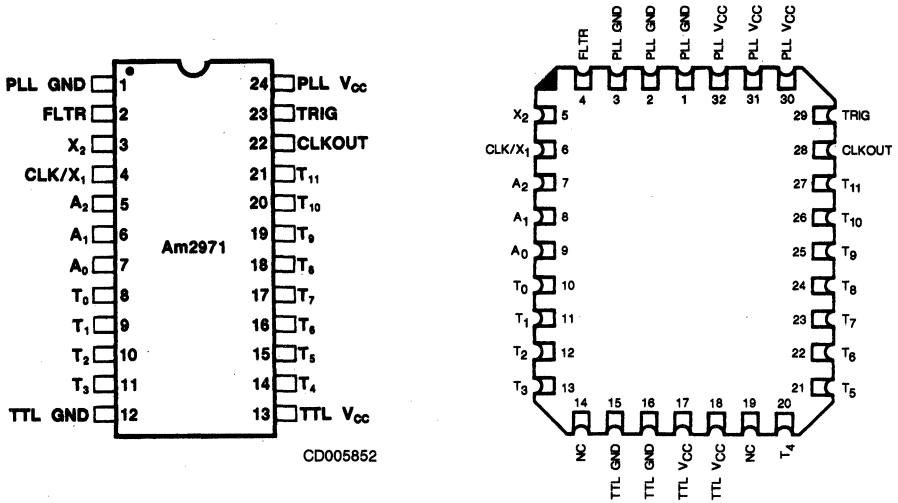 PLL GND 1 24 PLL VCC
FLTR 2 23 TRIG
X2 3 22 CLKOUT
CLK/X1 4 21 T11
A2 5 20 T10
A1 6 19 T9
A0 7 18 T8
T0 8 17 T7
T1 9 16 T6
T2 10 15 T5
T3 11 14 T4
TTL GND 12 13 TTL VCC
Am2971
CD005852
FLTR
PLL GND
PLL GND
PLL GND
PLL VCC
PLL VCC
PLL VCC
4 3 2 1 32 31 30
X2 5 29 TRIG
CLK/X1 6 28 CLKOUT
A2 7 27 T11
A1 8 26 T10
A0 9 25 T9
T0 10 24 T8
T1 11 23 T7
T2 12 22 T6
T3 13 21 T5
14 15 16 17 18 19 20
NC
TTL GND
TTL GND
TTL VCC
TTL VCC
NC
T4